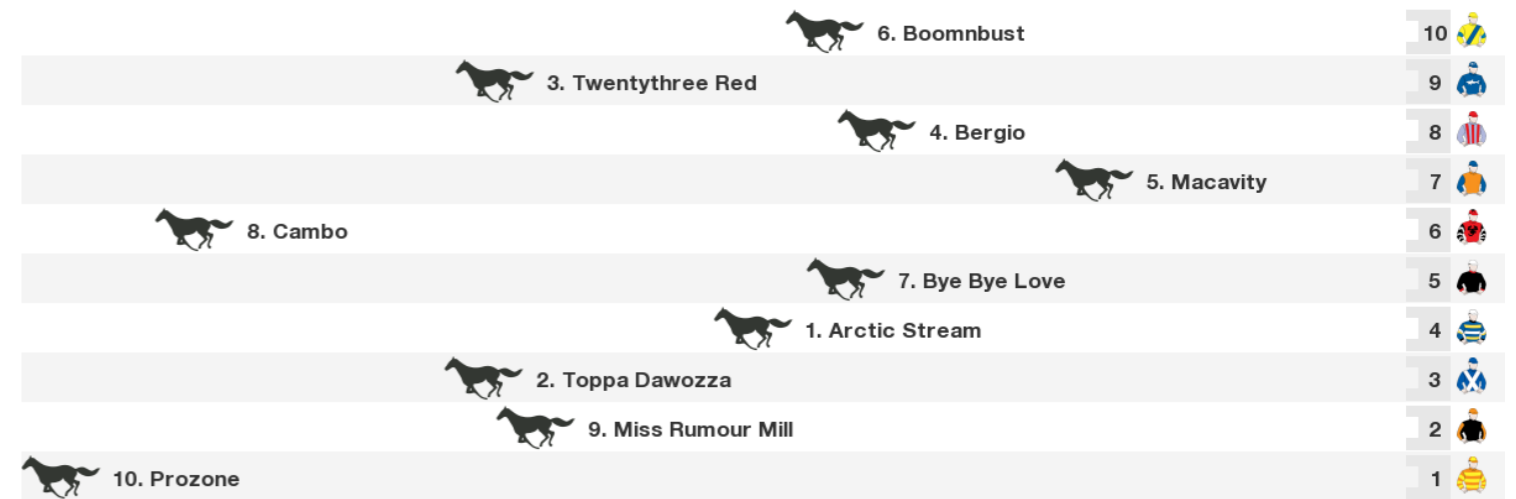 6. Boomnbust 10
3. Twentythree Red 9
4. Bergio 8
5. Macavity 7
8. Cambo 6
7. Bye Bye Love 5
1. Arctic Stream 4
2. Toppa Dawozza 3
9. Miss Rumour Mill 2
10. Prozone 1